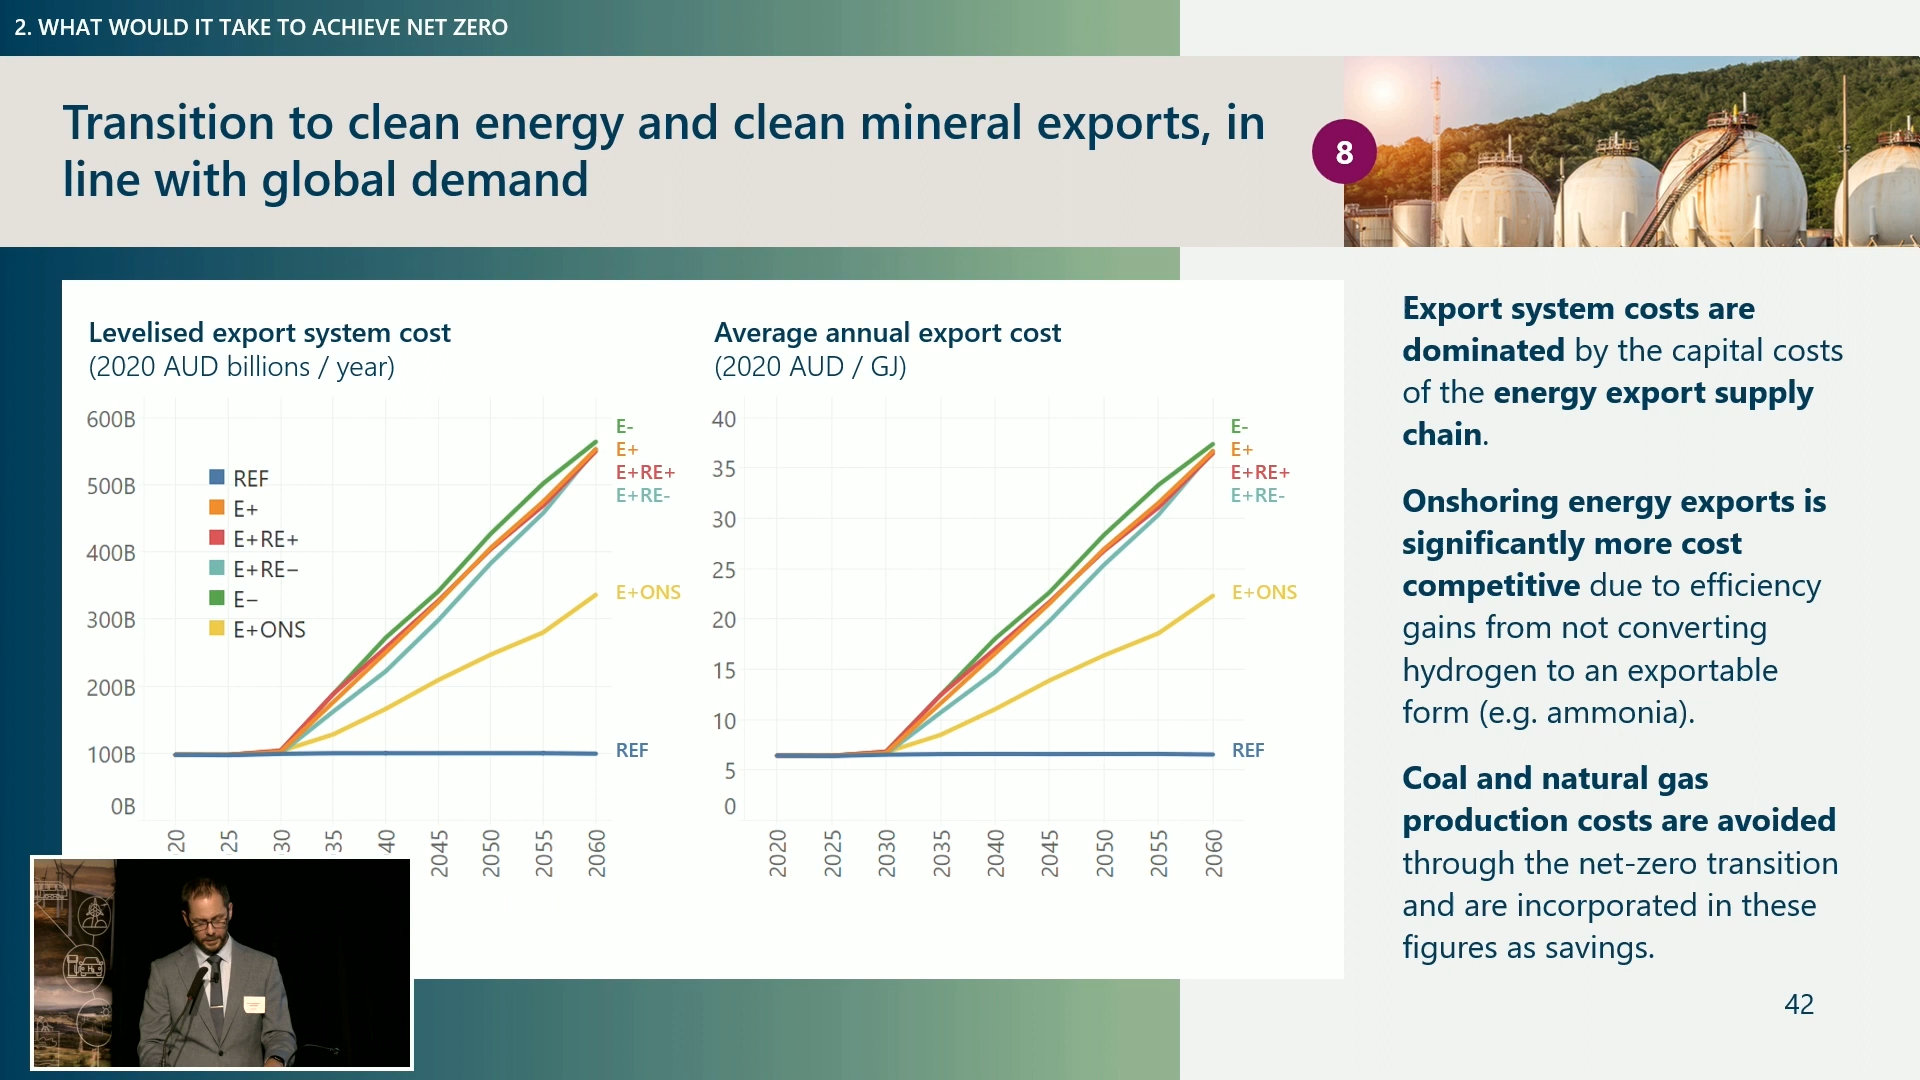 2. WHAT WOULD IT TAKE TO ACHIEVE NET ZERO
Transition to clean energy and clean mineral exports, in
line with global demand
8
Levelised export system cost
(2020 AUD billions / year)
600B
500B
400B
300B
200B
100B
0B
REF
E+
E+RE+
E+RE−
E−
E+ONS
E-
E+
E+RE+
E+RE-
E+ONS
REF
20
25
30
35
40
2045
2050
2055
2060
Average annual export cost
(2020 AUD / GJ)
40
35
30
25
20
15
10
5
0
E-
E+
E+RE+
E+RE-
E+ONS
REF
2020
2025
2030
2035
2040
2045
2050
2055
2060
Export system costs are
dominated by the capital costs
of the energy export supply
chain.
Onshoring energy exports is
significantly more cost
competitive due to efficiency
gains from not converting
hydrogen to an exportable
form (e.g. ammonia).
Coal and natural gas
production costs are avoided
through the net-zero transition
and are incorporated in these
figures as savings.
42